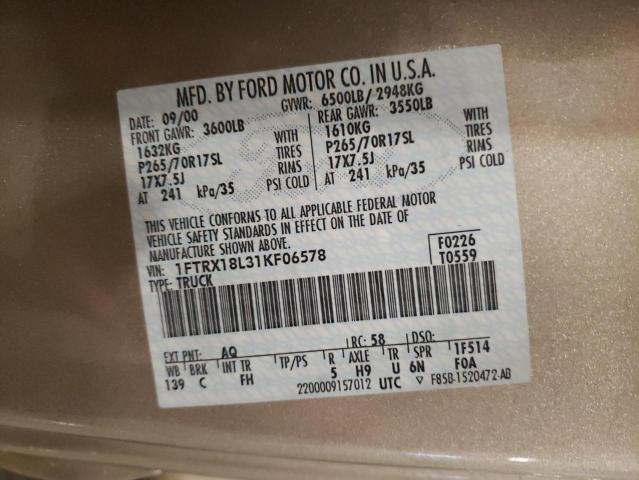 MFD. BY FORD MOTOR CO. IN U.S.A.
DATE: 09/00 GVWR: 6500LB/ 2948KG
FRONT GAWR: 3600LB REAR GAWR: 3550LB
1632KG WITH 1610KG WITH
P265/70R17SL TIRES P265/70R17SL TIRES
17X7.5J RIMS 17X7.5J RIMS
AT 241 kPa/35 PSI COLD AT 241 kPa/35 PSI COLD
THIS VEHICLE CONFORMS TO ALL APPLICABLE FEDERAL MOTOR
VEHICLE SAFETY STANDARDS IN EFFECT ON THE DATE OF
MANUFACTURE SHOWN ABOVE.
VIN: 1FTRX18L31KF06578 F0226
TYPE: TRUCK T0559
EXT PNT: AQ RC: 58 DSO:
WB BRK INT TR TP/PS R AXLE TR SPR 1F514
139 C FH 5 H9 U 6N F0A
2200009157012 UTC ▽ F85B-1520472-AB